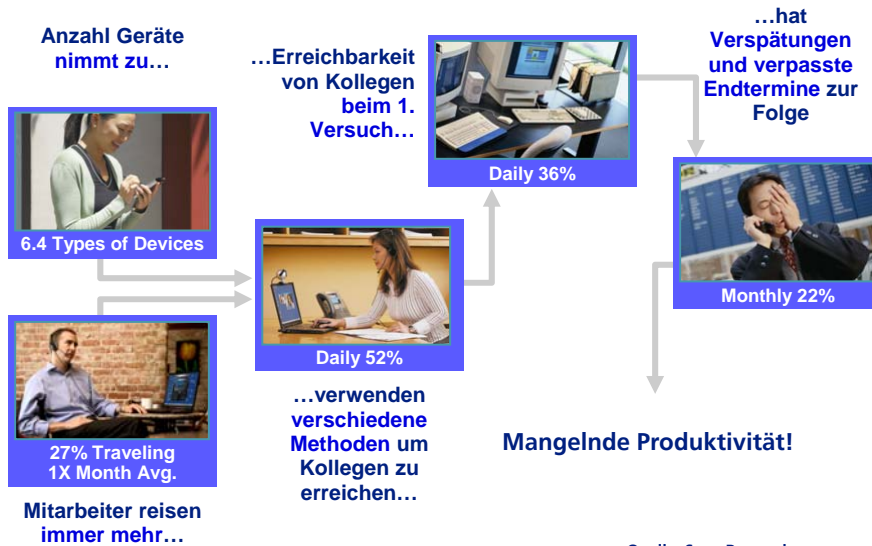 Anzahl Geräte
nimmt zu…
6.4 Types of Devices
27% Traveling
1X Month Avg.
Mitarbeiter reisen
immer mehr…
Daily 52%
…verwenden
verschiedene
Methoden um
Kollegen zu
erreichen…
…Erreichbarkeit
von Kollegen
beim 1.
Versuch…
Daily 36%
…hat
Verspätungen
und verpasste
Endtermine zur
Folge
Monthly 22%
Mangelnde Produktivität!